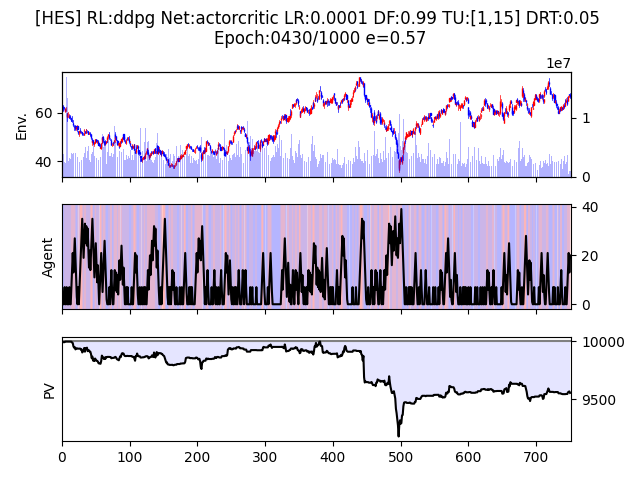 [HES] RL:ddpg Net:actorcritic LR:0.0001 DF:0.99 TU:[1,15] DRT:0.05
Epoch:0430/1000 e=0.57
1e7
Env.
60
40
1
0
Agent
40
20
0
PV
10000
9500
0 100 200 300 400 500 600 700